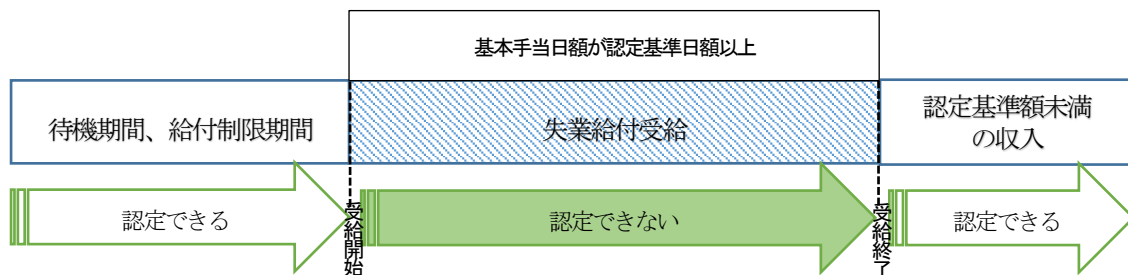 基本手当日額が認定基準日額以上
待機期間、給付制限期間
失業給付受給
認定基準額未満
の収入
認定できる
受給開始
認定できない
受給終了
認定できる